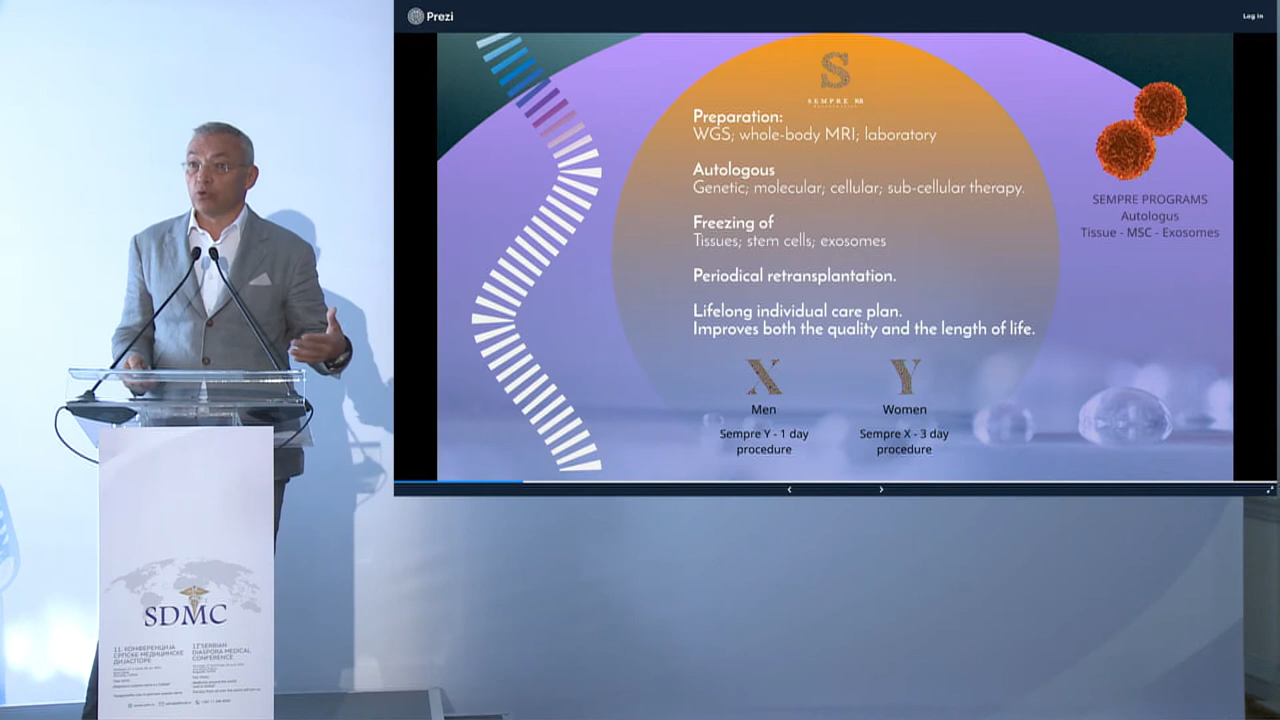 Prezi
Log in
S
SEMPRE
Preparation:
WGS; whole-body MRI; laboratory
Autologous
Genetic; molecular; cellular; sub-cellular therapy.
Freezing of
Tissues; stem cells; exosomes
Periodical retransplantation.
Lifelong individual care plan.
Improves both the quality and the length of life.
X
Y
Men
Women
Sempre Y - 1 day
procedure
Sempre X - 3 day
procedure
SEMPRE PROGRAMS
Autologus
Tissue - MSC - Exosomes
SDMC
11. КОНФЕРЕНЦИЈА
СРПСКЕ МЕДИЦИНСКЕ
ДИЈАСПОРЕ
SERBIAN
DIASPORA MEDICAL
CONFERENCE